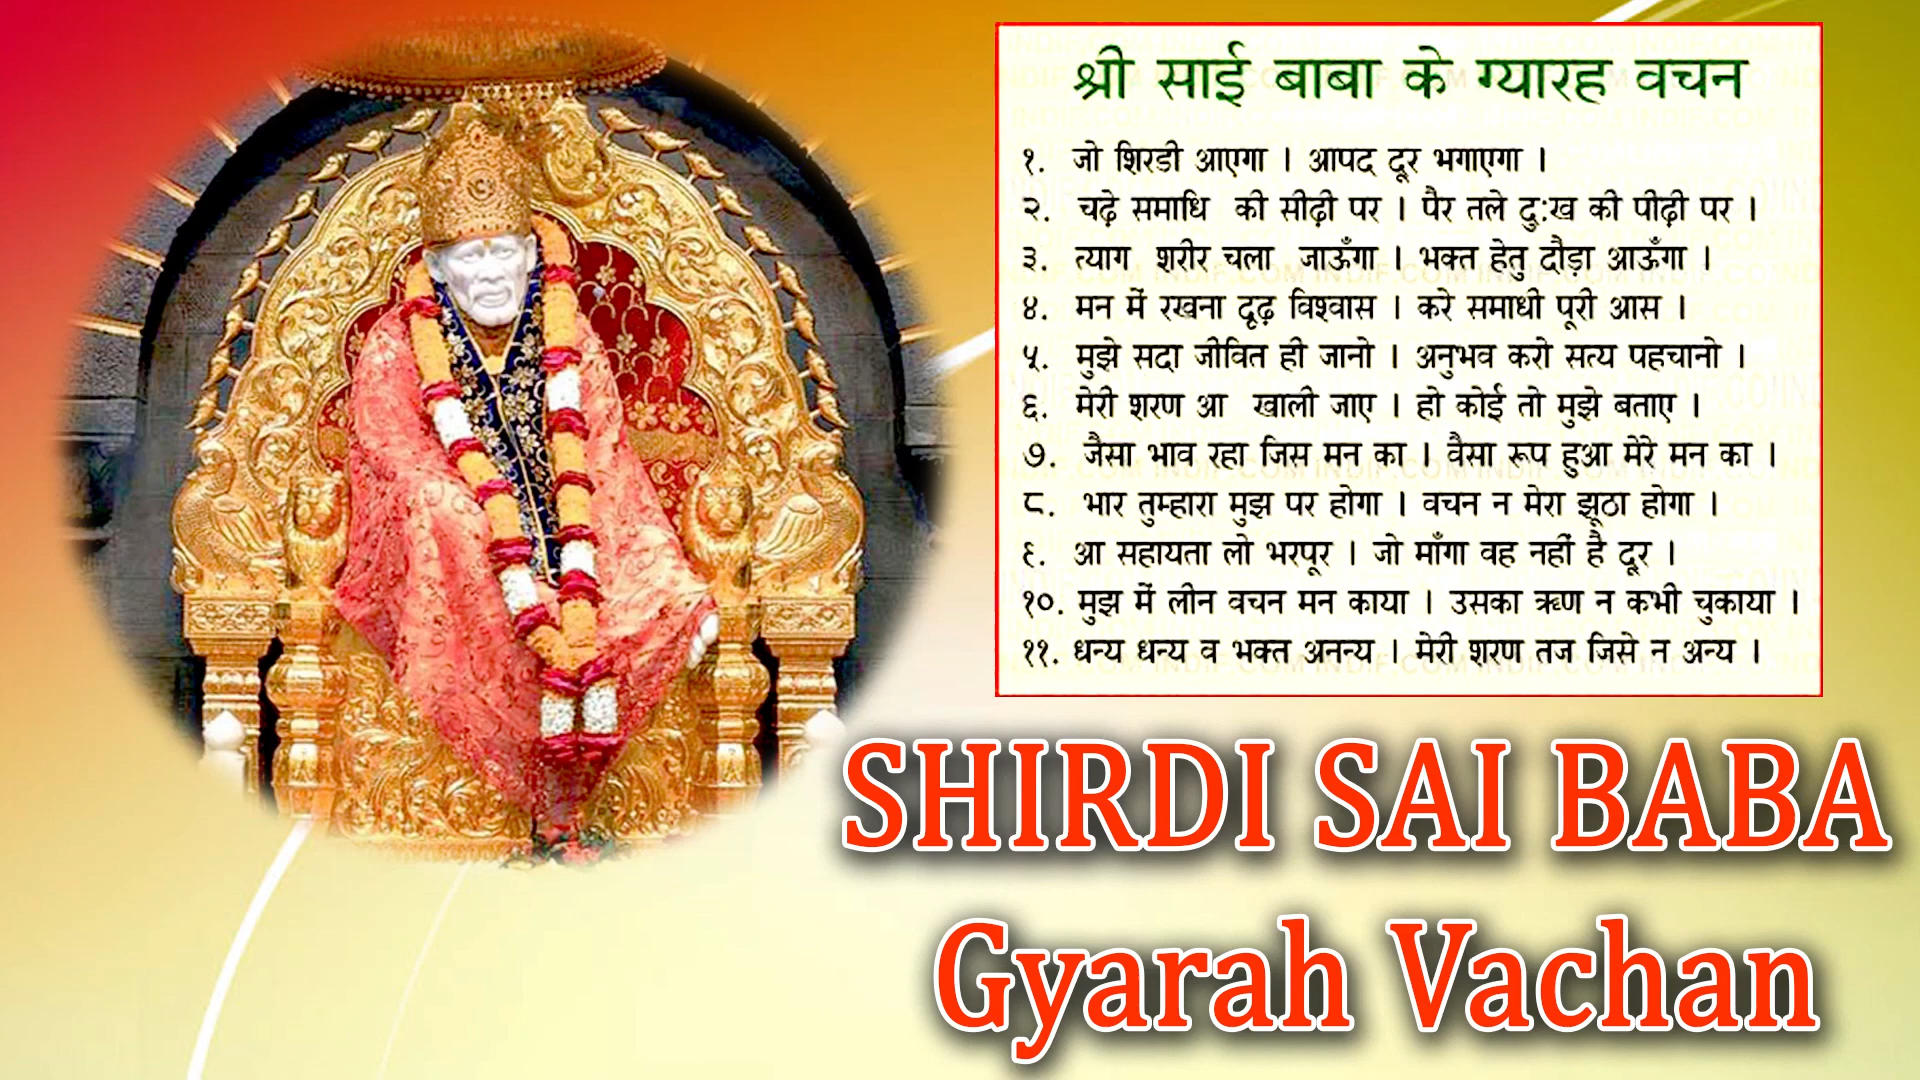 श्री साई बाबा के ग्यारह वचन
१. जो शिरडी आएगा । आपद दूर भगाएगा ।
२. चढ़े समाधि की सीढ़ी पर । पैर तले दुःख की पीढ़ी पर ।
३. त्याग शरीर चला जाऊँगा । भक्त हेतु दौड़ा आऊँगा ।
४. मन में रखना दृढ़ विश्वास । करे समाधी पूरी आस ।
५. मुझे सदा जीवित ही जानो । अनुभव करो सत्य पहचानो ।
६. मेरी शरण आ खाली जाए । हो कोई तो मुझे बताए ।
७. जैसा भाव रहा जिस मन का । वैसा रूप हुआ मेरे मन का ।
८. भार तुम्हारा मुझ पर होगा । वचन न मेरा झूठा होगा ।
९. आ सहायता लो भरपूर । जो माँगा वह नहीं है दूर ।
१०. मुझ में लीन वचन मन काया । उसका ऋण न कभी चुकाया ।
११. धन्य धन्य व भक्त अनन्य । मेरी शरण तज जिसे न अन्य ।
SHIRDI SAI BABA
Gyarah Vachan